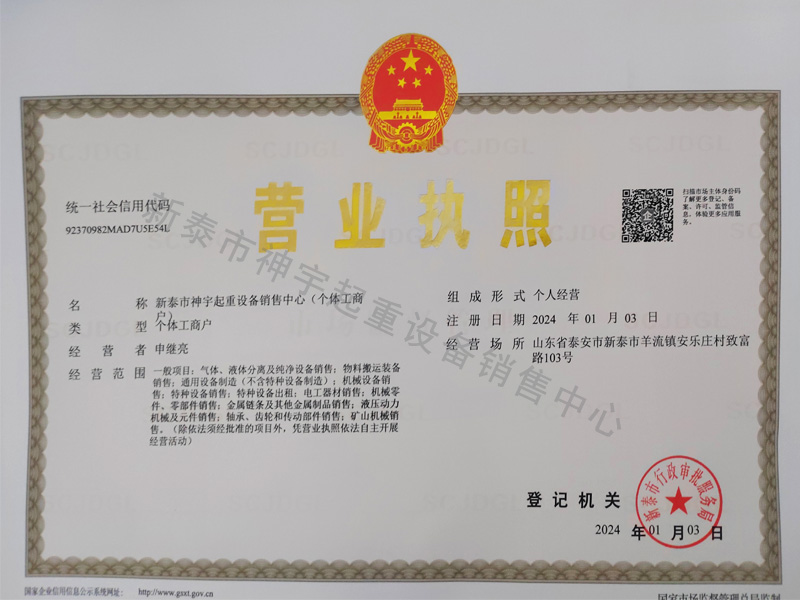 营业执照
统一社会信用代码
92370982MAD7U5E54L
扫描市场主体身份码
了解更多登记、备
案、许可、监管信
息，体验更多应用服
务。
名 称 新泰市神宇起重设备销售中心（个体工商
户）
类 型 个体工商户
经 营 者 申继亮
经 营 范 围 一般项目：气体、液体分离及纯净设备销售；物料搬运装备
销售；通用设备制造（不含特种设备制造）；机械设备销
售；特种设备销售；特种设备出租；电工器材销售；机械零
件、零部件销售；金属链条及其他金属制品销售；液压动力
机械及元件销售；轴承、齿轮和传动部件销售；矿山机械销
售。（除依法须经批准的项目外，凭营业执照依法自主开展
经营活动）
组 成 形 式 个人经营
注 册 日 期 2024 年 01 月 03 日
经 营 场 所 山东省泰安市新泰市羊流镇安乐庄村致富
路103号
新泰市神宇起重设备销售中心
登 记 机 关
新泰市行政审批服务局
2024 年 01 月 03 日
国家企业信用信息公示系统网址： http://www.gsxt.gov.cn
国家市场监督管理总局监制